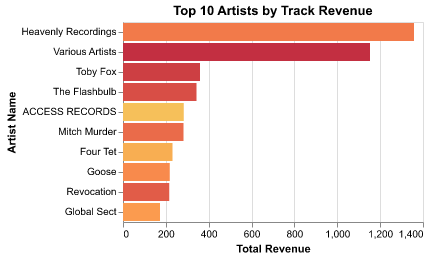 Top 10 Artists by Track Revenue
Heavenly Recordings
Various Artists
Toby Fox
The Flashbulb
ACCESS RECORDS
Mitch Murder
Four Tet
Goose
Revocation
Global Sect
Artist Name
0 200 400 600 800 1,000 1,200 1,400
Total Revenue